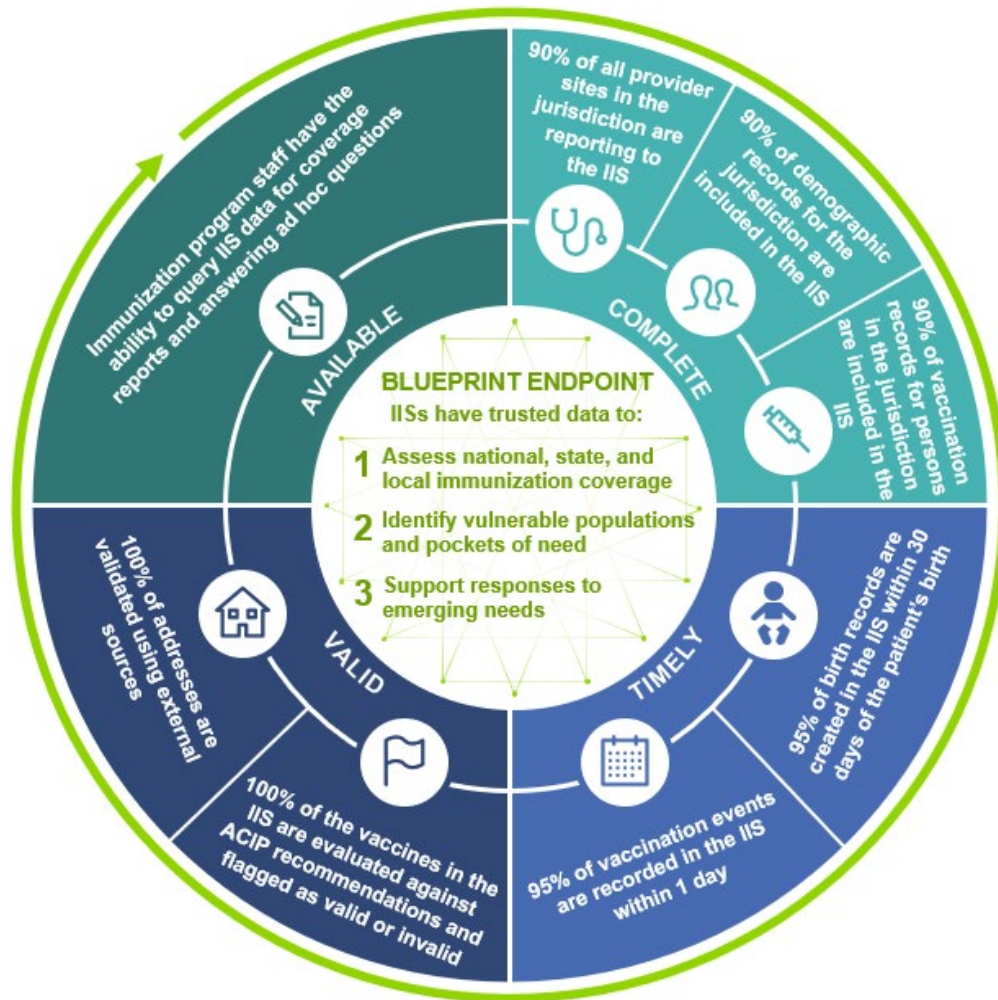 90% of all provider
sites in the
jurisdiction are
reporting to
the IIS
90% of demographic
records for the
jurisdiction are
included in the IIS
90% of vaccination
records for persons
in the jurisdiction
are included in the
IIS
COMPLETE
95% of birth records are
created in the IIS within 30
days of the patient's birth
95% of vaccination events
are recorded in the IIS
within 1 day
TIMELY
100% of the vaccines in the
IIS are evaluated against
ACIP recommendations and
flagged as valid or invalid
100% of addresses are
validated using external
sources
VALID
Immunization program staff have the
ability to query IIS data for coverage
reports and answering ad hoc questions
AVAILABLE
BLUEPRINT ENDPOINT
IISs have trusted data to:
1 Assess national, state, and
local immunization coverage
2 Identify vulnerable populations
and pockets of need
3 Support responses to
emerging needs